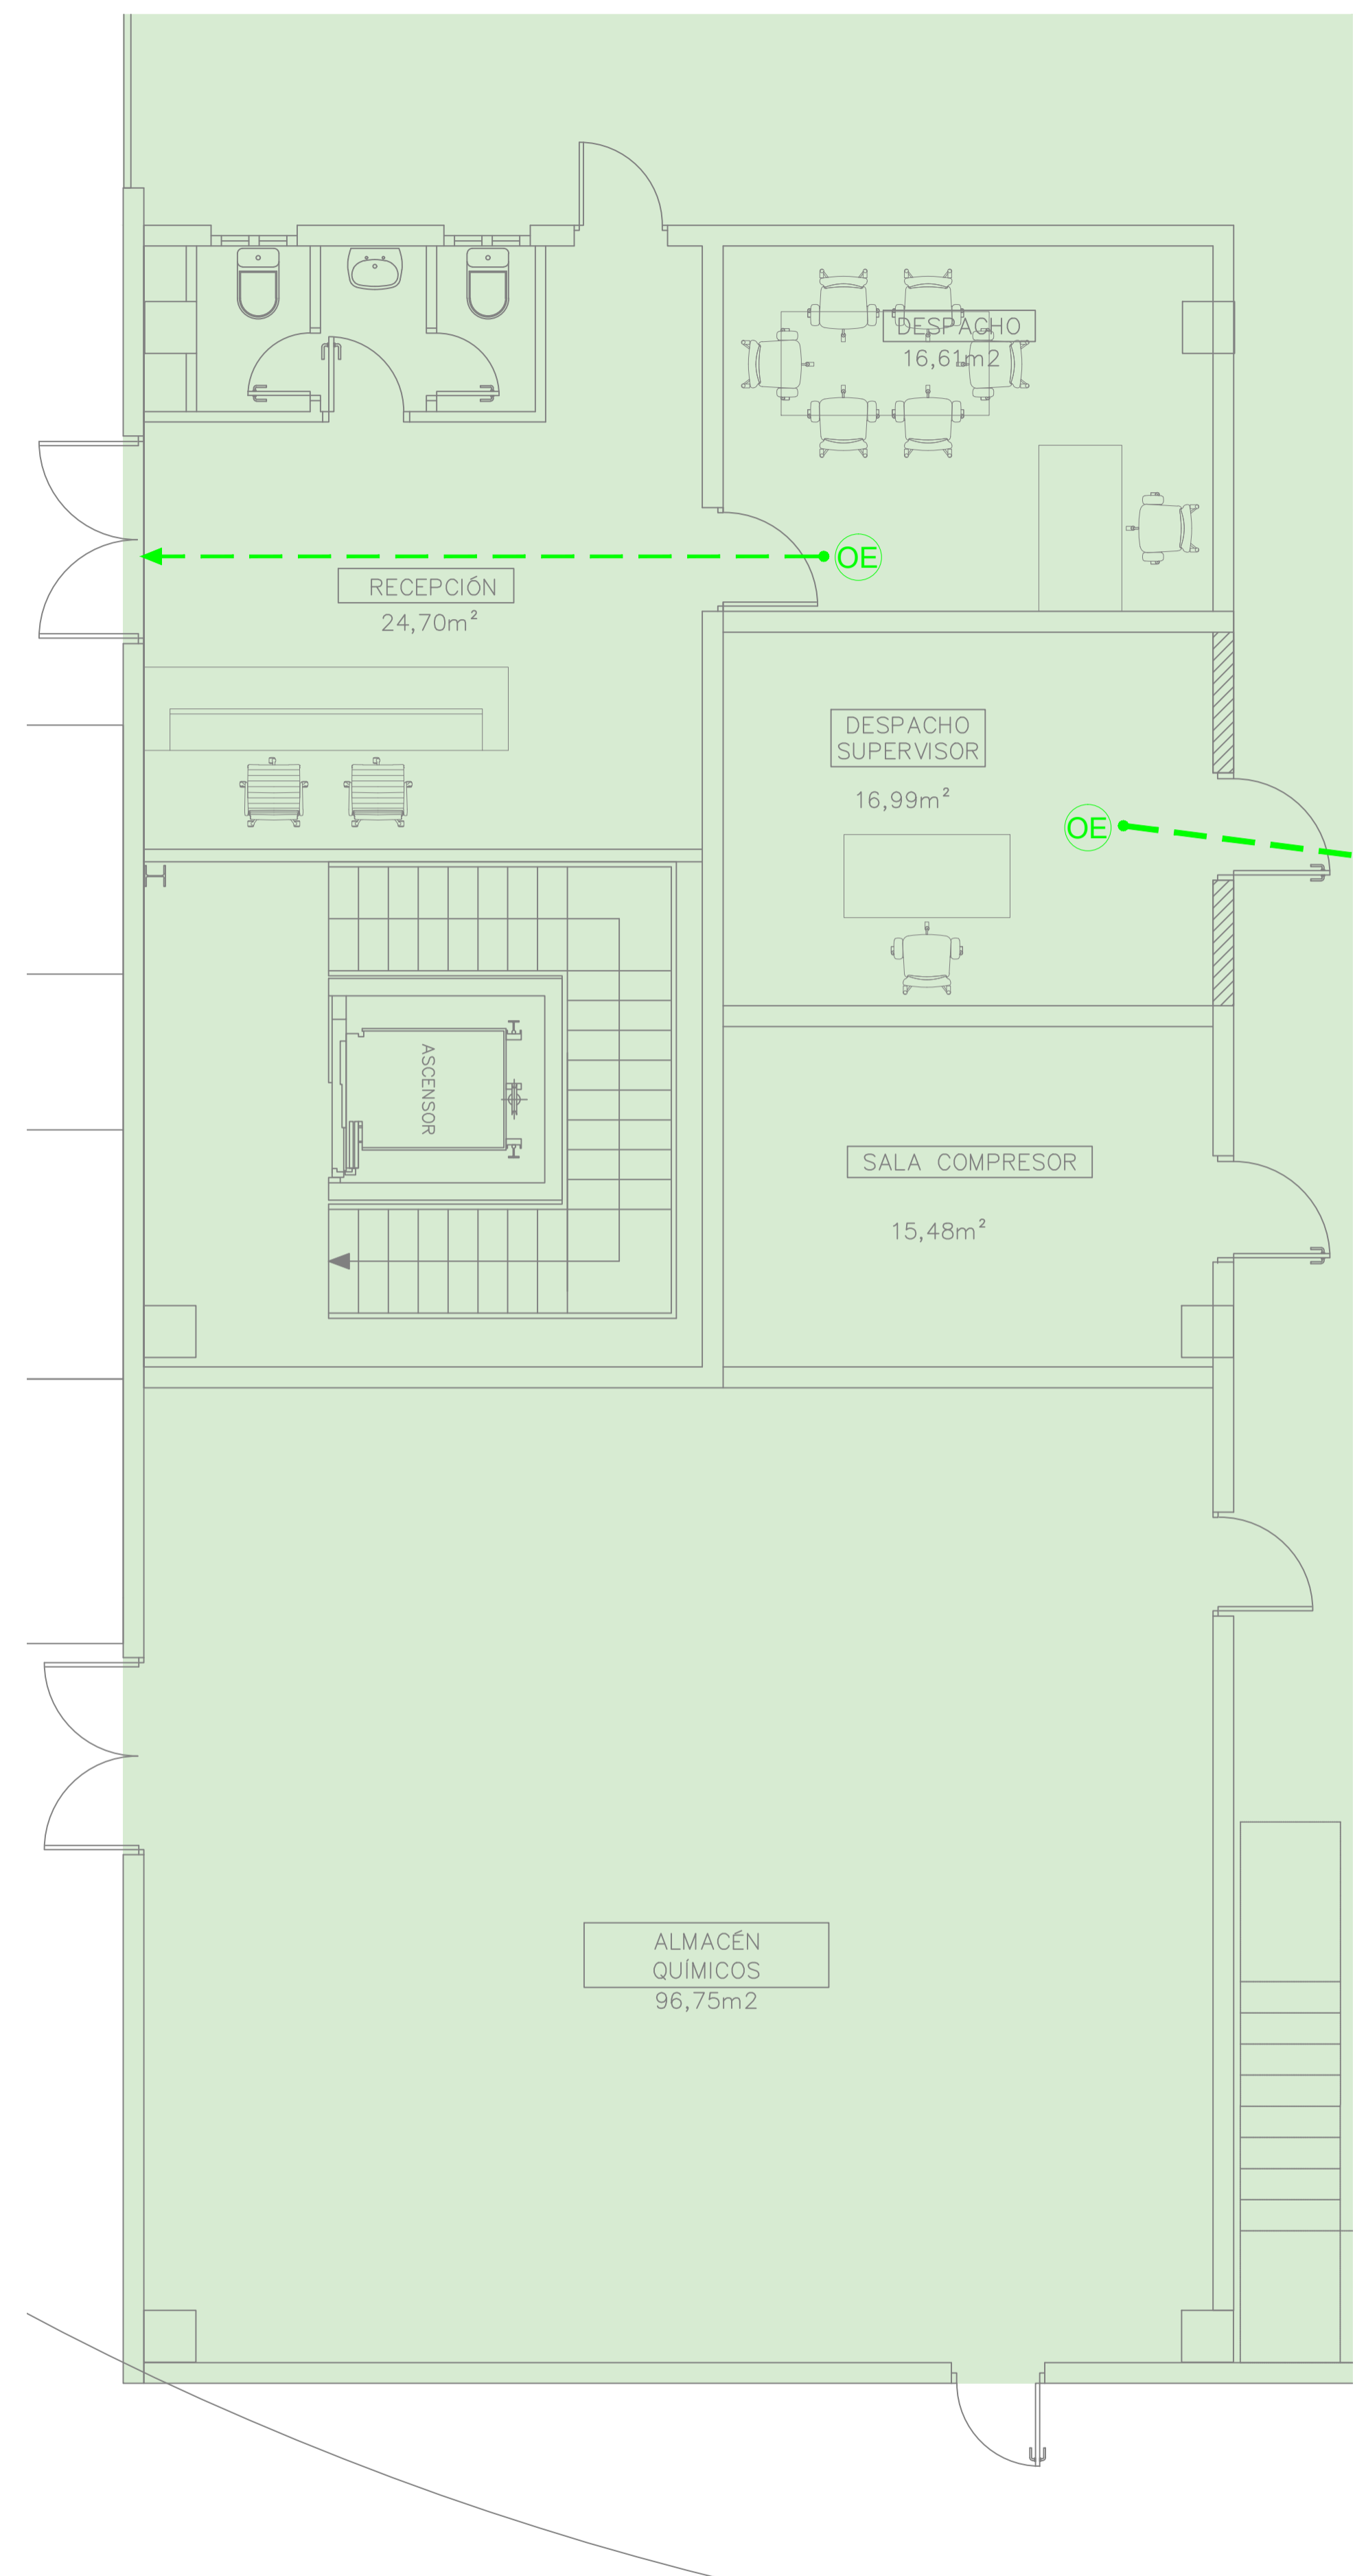 DESPACHO
16,61m2
OE
RECEPCIÓN
24,70m²
DESPACHO
SUPERVISOR
16,99m²
OE
ASCENSOR
SALA COMPRESOR
15,48m²
ALMACÉN
QUÍMICOS
96,75m2